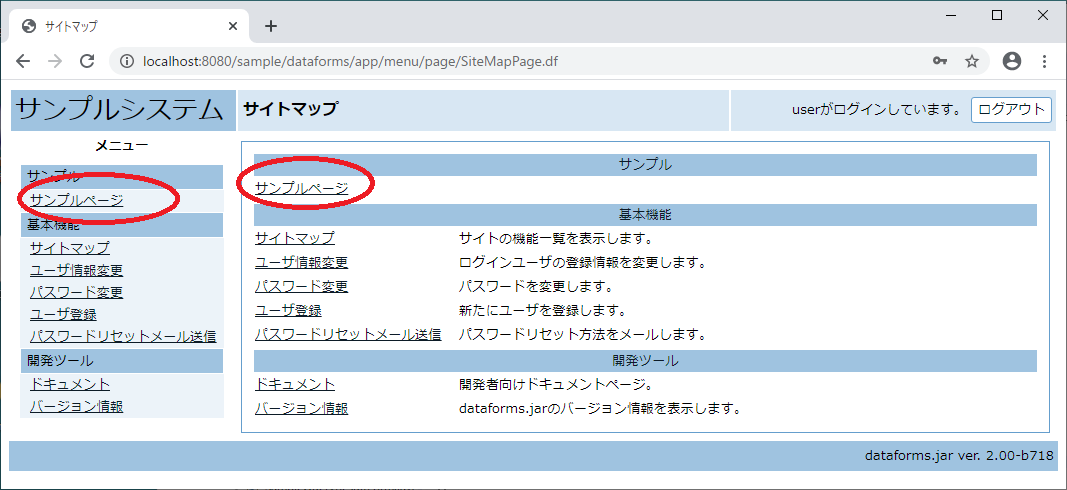 サイトマップ
localhost:8080/sample/dataforms/app/menu/page/SiteMapPage.df
サンプルシステム
サイトマップ
userがログインしています。 ログアウト
メニュー
サンプル
サンプルページ
基本機能
サイトマップ
ユーザ情報変更
パスワード変更
ユーザ登録
パスワードリセットメール送信
開発ツール
ドキュメント
バージョン情報
サンプル
サンプルページ
基本機能
サイトマップ サイトの機能一覧を表示します。
ユーザ情報変更 ログインユーザの登録情報を変更します。
パスワード変更 パスワードを変更します。
ユーザ登録 新たにユーザを登録します。
パスワードリセットメール送信 パスワードリセット方法をメールします。
開発ツール
ドキュメント 開発者向けドキュメントページ。
バージョン情報 dataforms.jarのバージョン情報を表示します。
dataforms.jar ver. 2.00-b718